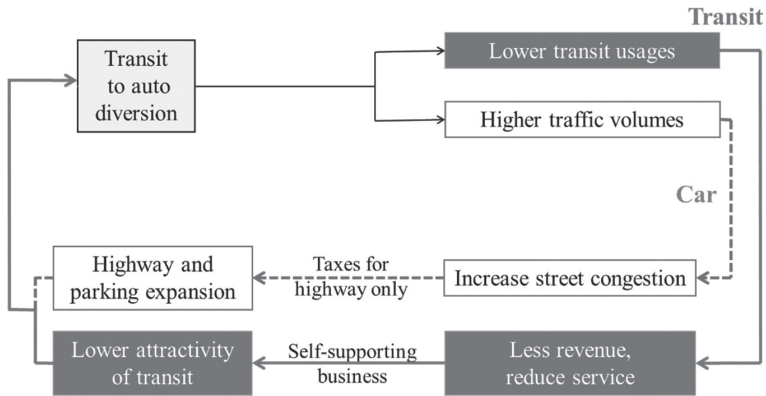 Transit
Transit
to auto
diversion
Lower transit usages
Higher traffic volumes
Car
Highway and
parking expansion
Taxes for
highway only
Increase street congestion
Lower attractivity
of transit
Self-supporting
business
Less revenue,
reduce service